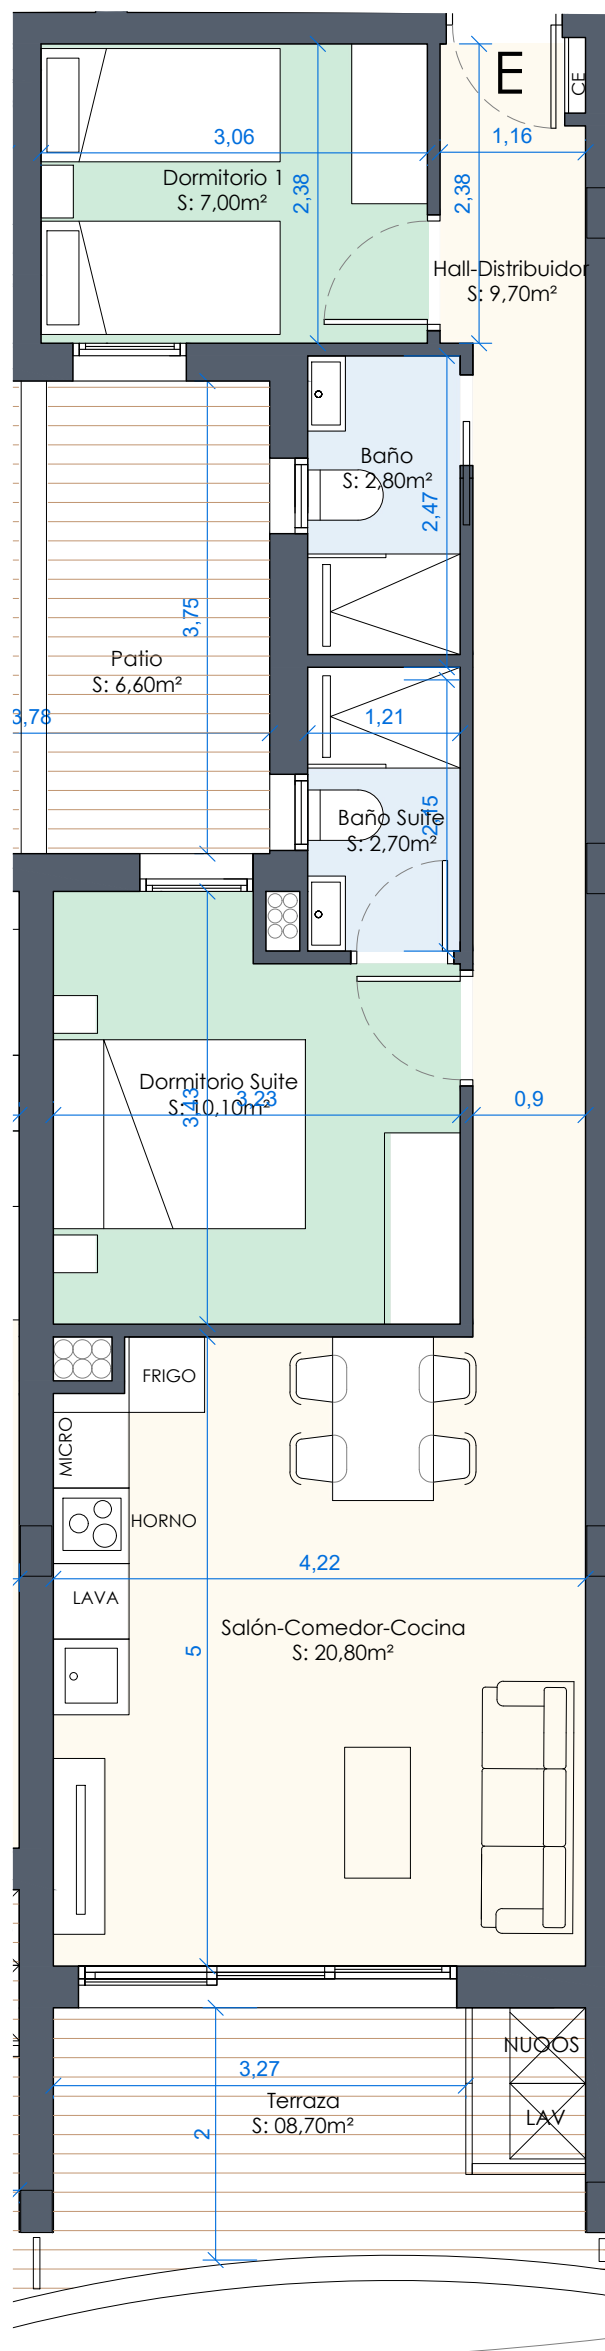 E
CE
3,06
1,16
Dormitorio 1
S: 7,00m²
2,38
2,38
Hall-Distribuidor
S: 9,70m²
Baño
S: 2,80m²
2,47
3,75
Patio
S: 6,60m²
3,78
1,21
Baño Suite
S: 2,70m²
2,15
Dormitorio Suite
S: 10,10m²
3,43
3,23
0,9
FRIGO
MICRO
HORNO
4,22
LAVA
Salón-Comedor-Cocina
S: 20,80m²
5
NUOOS
3,27
Terraza
S: 08,70m²
LAV
2